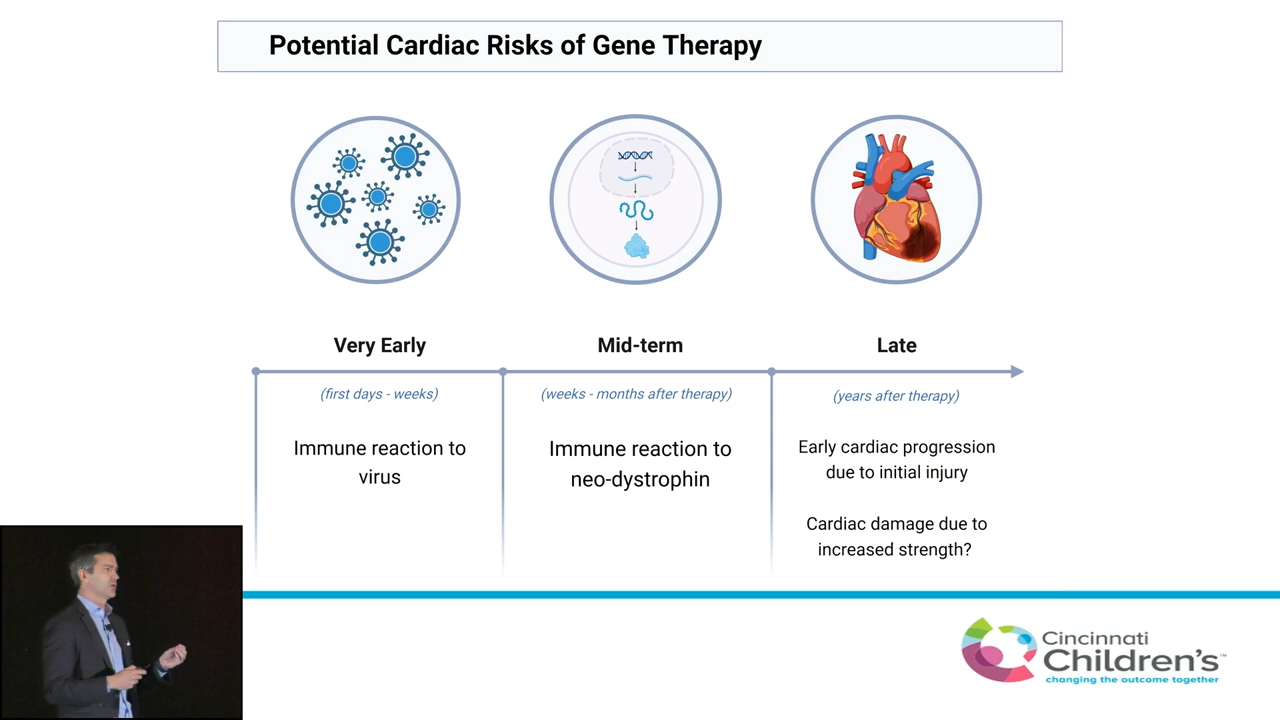 Potential Cardiac Risks of Gene Therapy
Very Early
(first days - weeks)
Immune reaction to
virus
Mid-term
(weeks - months after therapy)
Immune reaction to
neo-dystrophin
Late
(years after therapy)
Early cardiac progression
due to initial injury
Cardiac damage due to
increased strength?
Cincinnati
Children's™
changing the outcome together